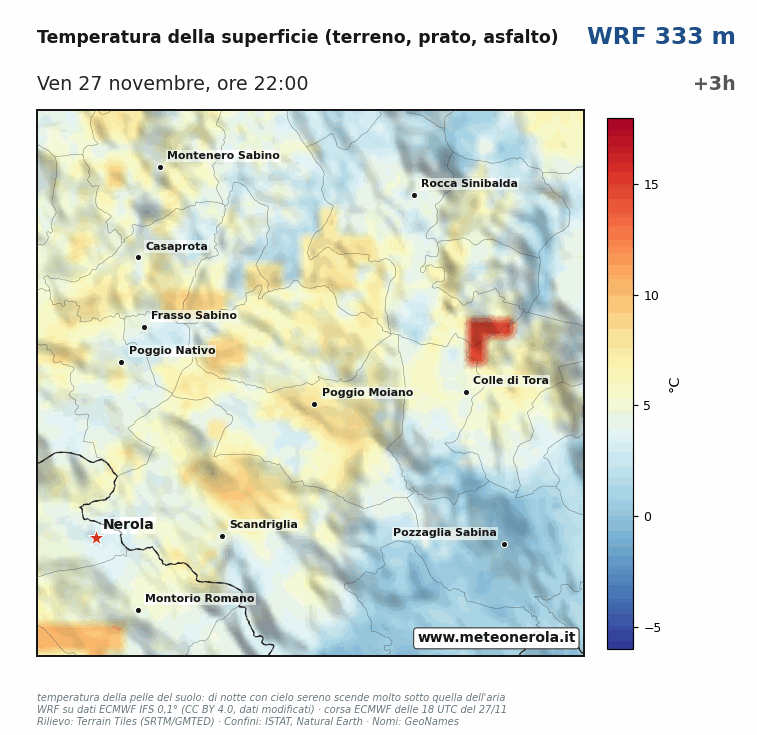 Temperatura della superficie (terreno, prato, asfalto) WRF 333 m
Ven 27 novembre, ore 22:00 +3h
Montenero Sabino
Rocca Sinibalda
Casaprota
Frasso Sabino
Poggio Nativo
Colle di Tora
Poggio Moiano
Nerola
Scandriglia
Pozzaglia Sabina
Montorio Romano
www.meteonerola.it
15
10
5
0
−5
°C
temperatura della pelle del suolo: di notte con cielo sereno scende molto sotto quella dell'aria
WRF su dati ECMWF IFS 0,1° (CC BY 4.0, dati modificati) · corsa ECMWF delle 18 UTC del 27/11
Rilievo: Terrain Tiles (SRTM/GMTED) · Confini: ISTAT, Natural Earth · Nomi: GeoNames